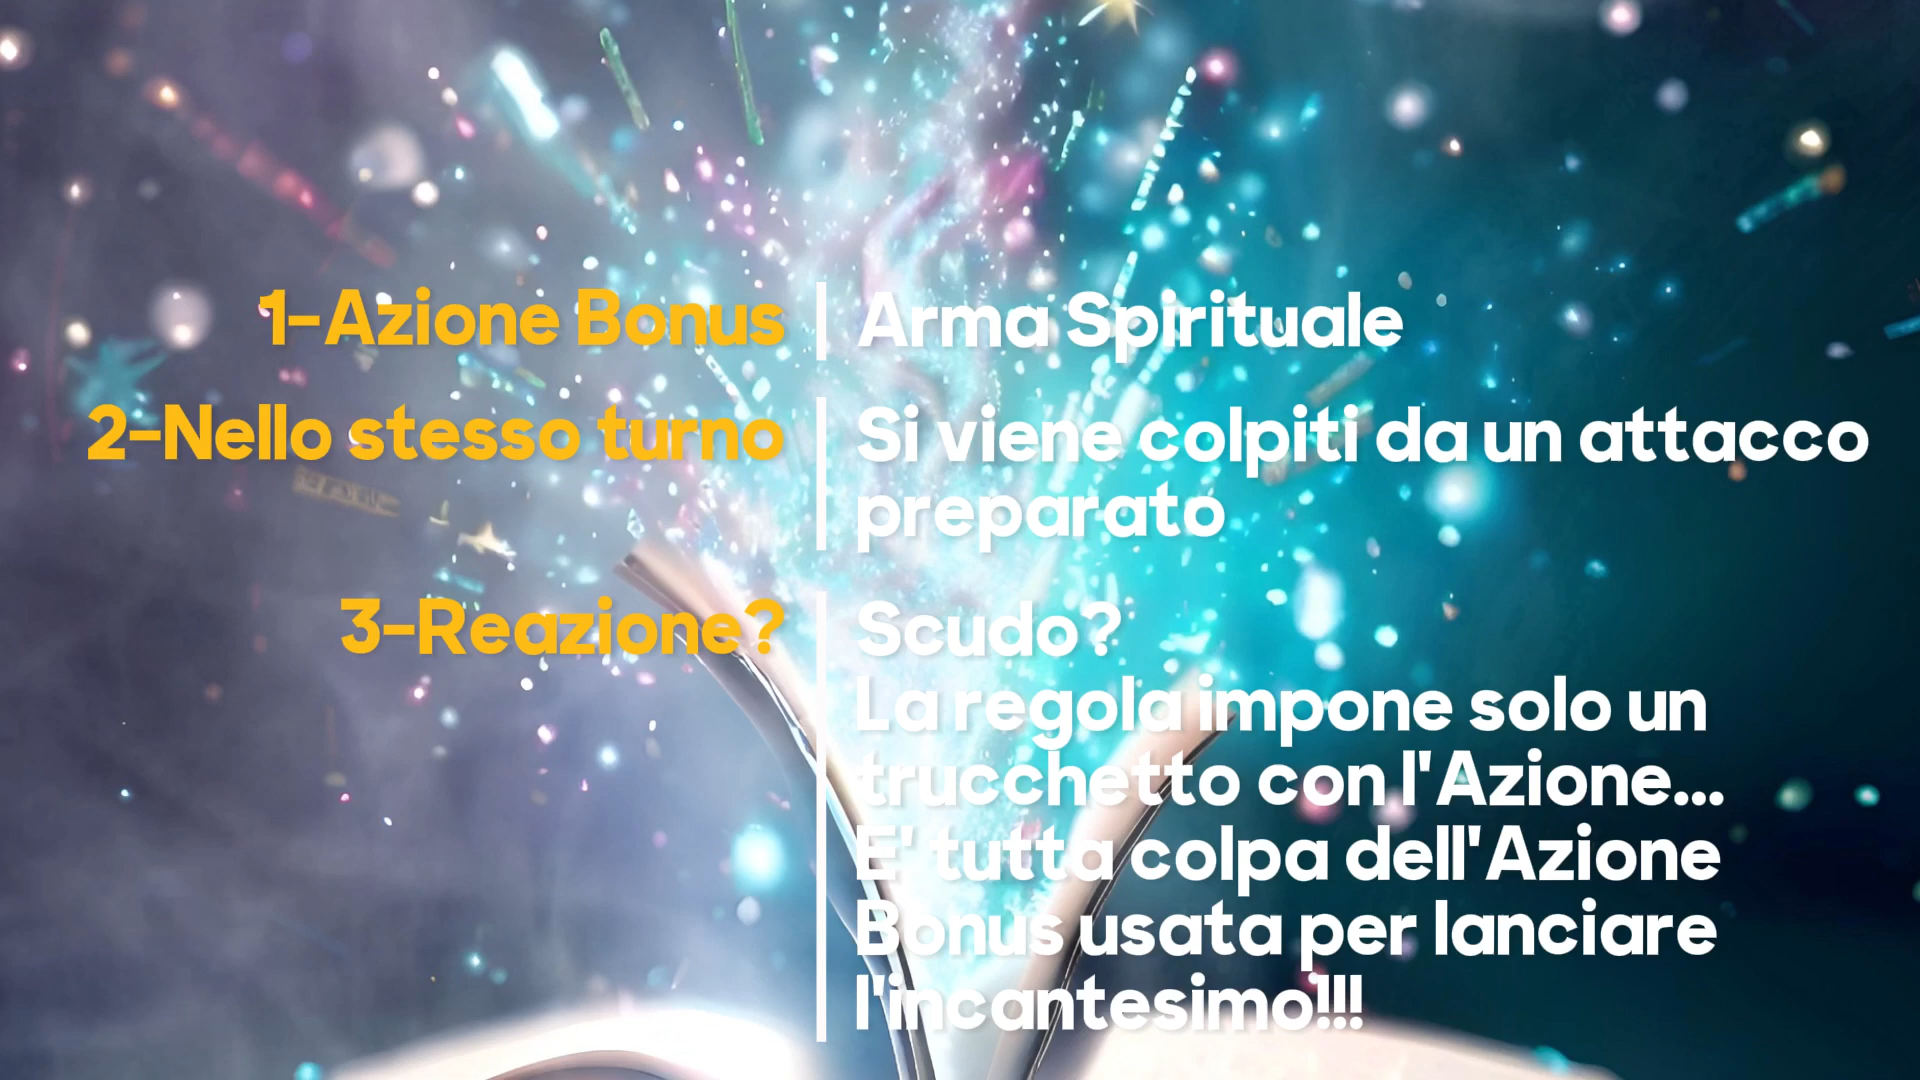 1-Azione Bonus
Arma Spirituale
2-Nello stesso turno
Si viene colpiti da un attacco
preparato
3-Reazione?
Scudo?
La regola impone solo un
trucchetto con l'Azione...
E' tutta colpa dell'Azione
Bonus usata per lanciare
l'incantesimo!!!